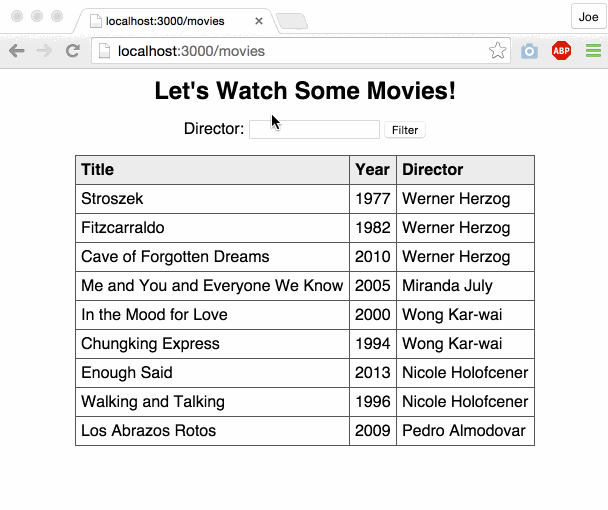 localhost:3000/movies
Joe
localhost:3000/movies
ABP
Let's Watch Some Movies!
Director: Filter
Title Year Director
Stroszek 1977 Werner Herzog
Fitzcarraldo 1982 Werner Herzog
Cave of Forgotten Dreams 2010 Werner Herzog
Me and You and Everyone We Know 2005 Miranda July
In the Mood for Love 2000 Wong Kar-wai
Chungking Express 1994 Wong Kar-wai
Enough Said 2013 Nicole Holofcener
Walking and Talking 1996 Nicole Holofcener
Los Abrazos Rotos 2009 Pedro Almodovar